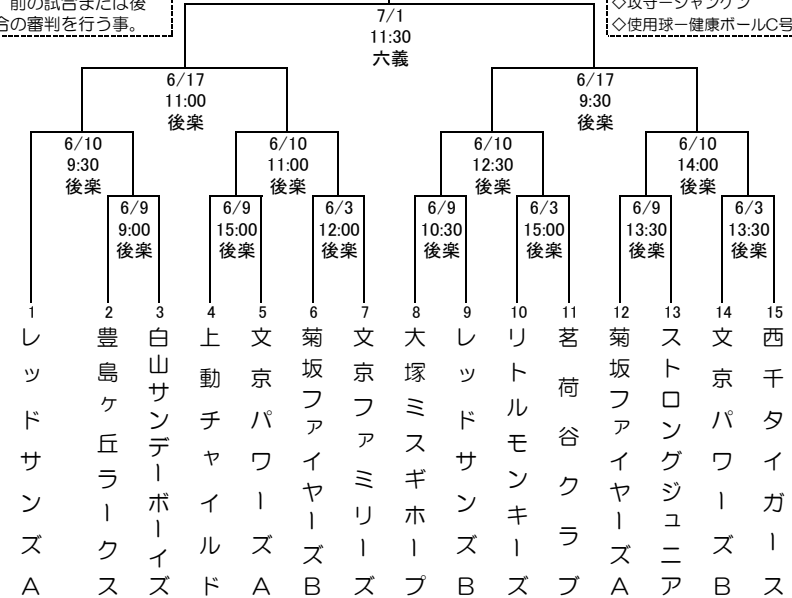 前の試合または後
合の審判を行う事。
◇攻守ージャンケン
◇使用球ー健康ボールC号
7/1
11:30
六義
6/17
11:00
後楽
6/17
9:30
後楽
6/10
9:30
後楽
6/10
11:00
後楽
6/10
12:30
後楽
6/10
14:00
後楽
6/9
9:00
後楽
6/9
15:00
後楽
6/3
12:00
後楽
6/9
10:30
後楽
6/3
15:00
後楽
6/9
13:30
後楽
6/3
13:30
後楽
1
レッドサンズA
2
豊島ヶ丘ラークス
3
白山サンデーボーイズ
4
上動チャイルド
5
文京パワーズA
6
菊坂ファイヤーズB
7
文京ファミリーズ
8
大塚ミスギホープ
9
レッドサンズB
10
リトルモンキーズ
11
茗荷谷クラブ
12
菊坂ファイヤーズA
13
ストロングジュニア
14
文京パワーズB
15
西千タイガース